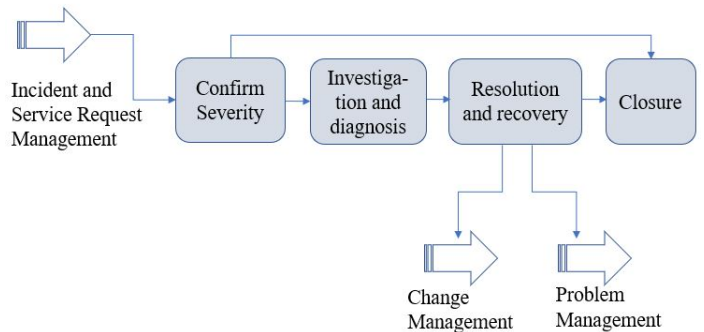 Incident and
Service Request
Management
Confirm
Severity
Investiga-
tion and
diagnosis
Resolution
and recovery
Closure
Change
Management
Problem
Management